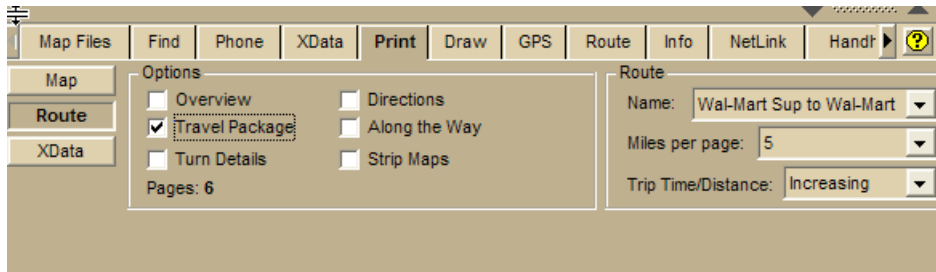 Map Files Find Phone XData Print Draw GPS Route Info NetLink Handh ?
Map
Route
XData
Options
Overview
Travel Package
Turn Details
Directions
Along the Way
Strip Maps
Pages: 6
Route
Name: Wal-Mart Sup to Wal-Mart
Miles per page: 5
Trip Time/Distance: Increasing